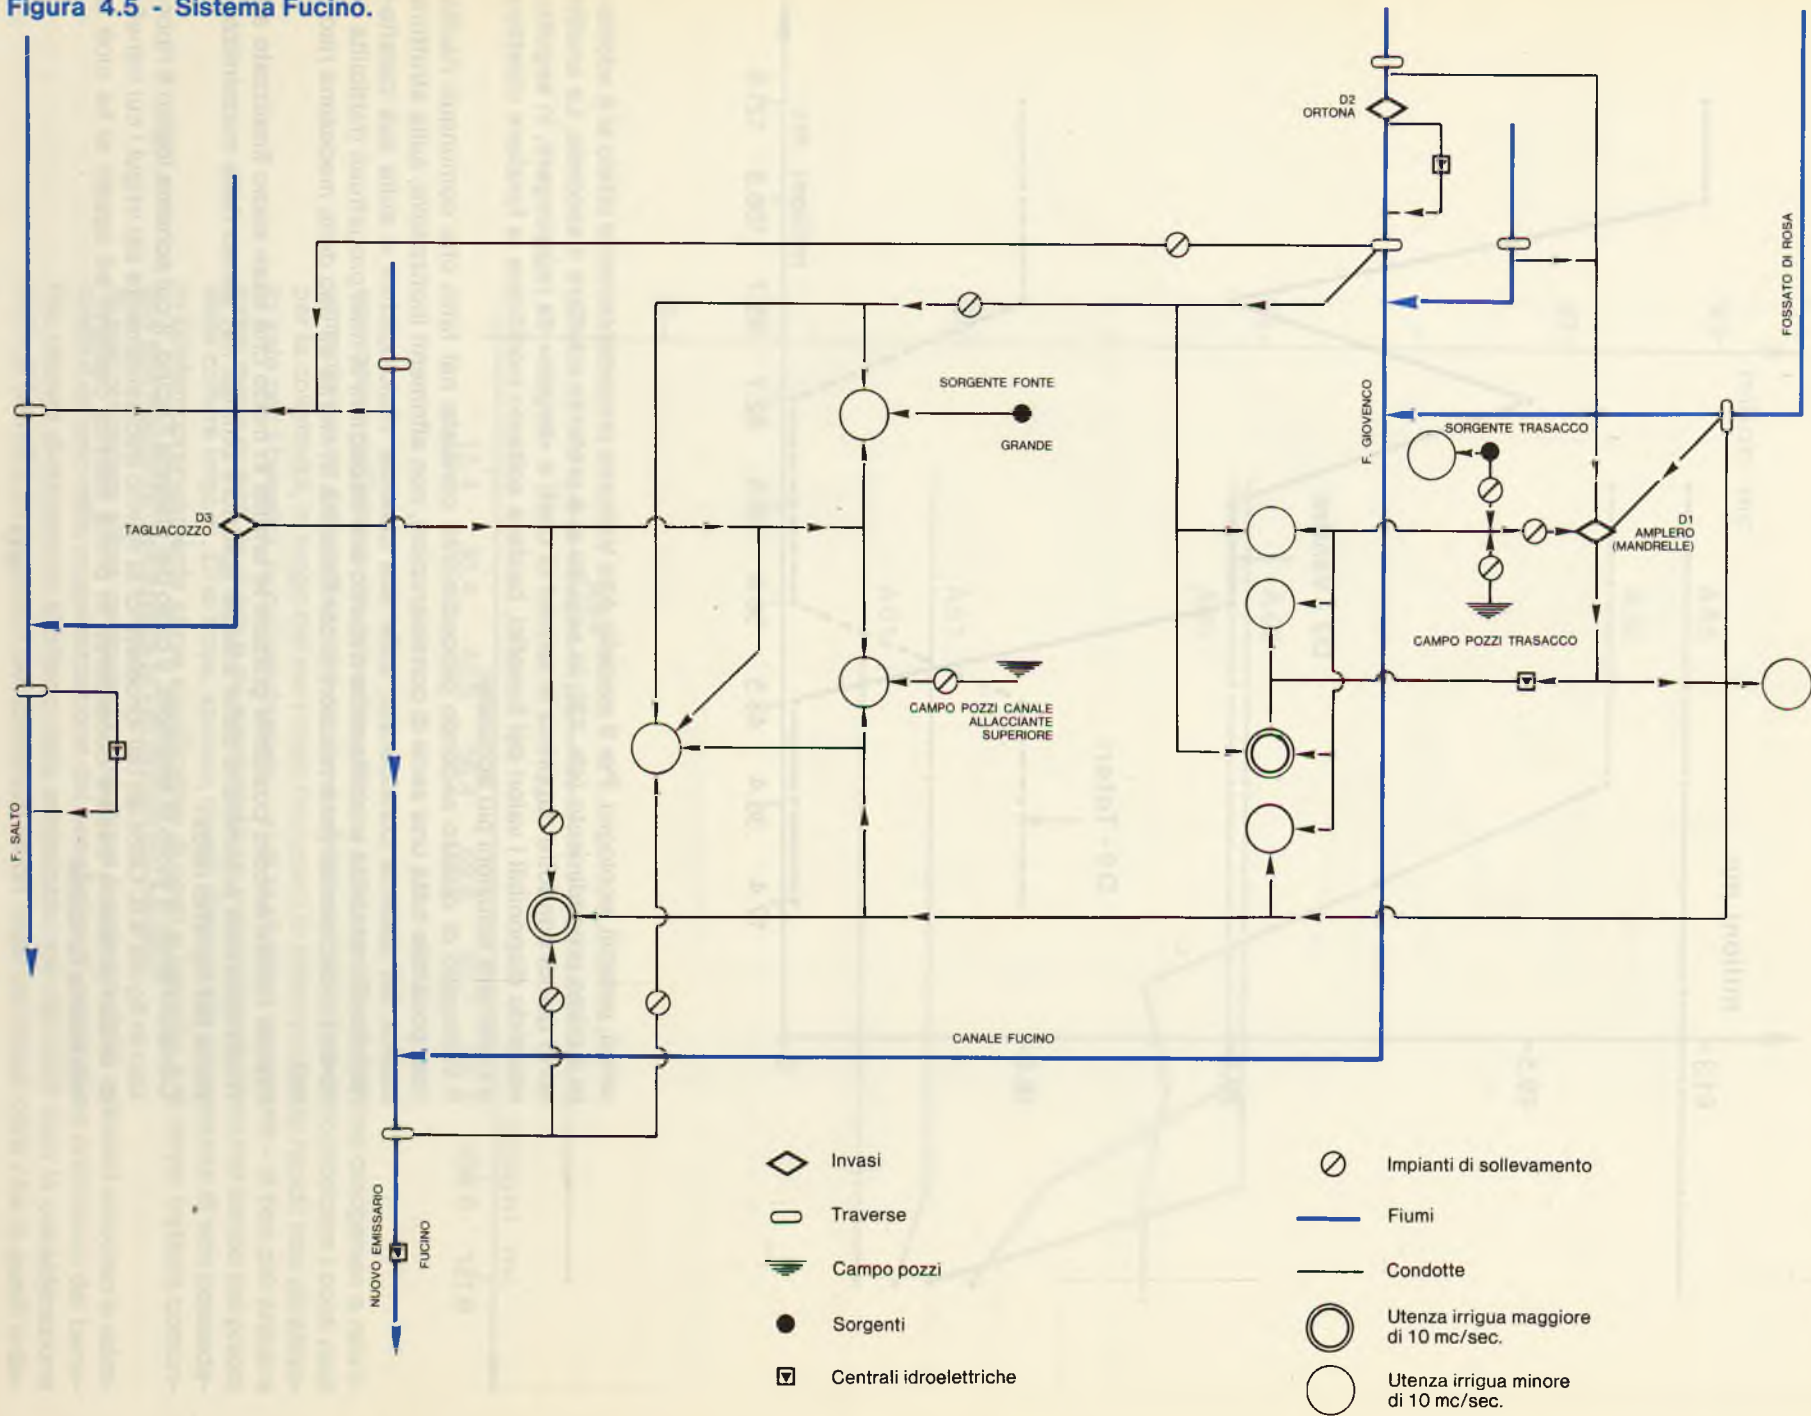 Figura 4.5 - Sistema Fucino.
D2
ORTONA
FOSSATO DI ROSA
SORGENTE FONTE
GRANDE
F. GIOVENCO
SORGENTE TRASACCO
D3
TAGLIACOZZO
D1
AMPLERO
(MANDRELLE)
CAMPO POZZI TRASACCO
CAMPO POZZI CANALE
ALLACCIANTE
SUPERIORE
F. SALTO
CANALE FUCINO
NUOVO EMISSARIO
FUCINO
Invasi
Traverse
Campo pozzi
Sorgenti
Centrali idroelettriche
Impianti di sollevamento
Fiumi
Condotte
Utenza irrigua maggiore
di 10 mc/sec.
Utenza irrigua minore
di 10 mc/sec.